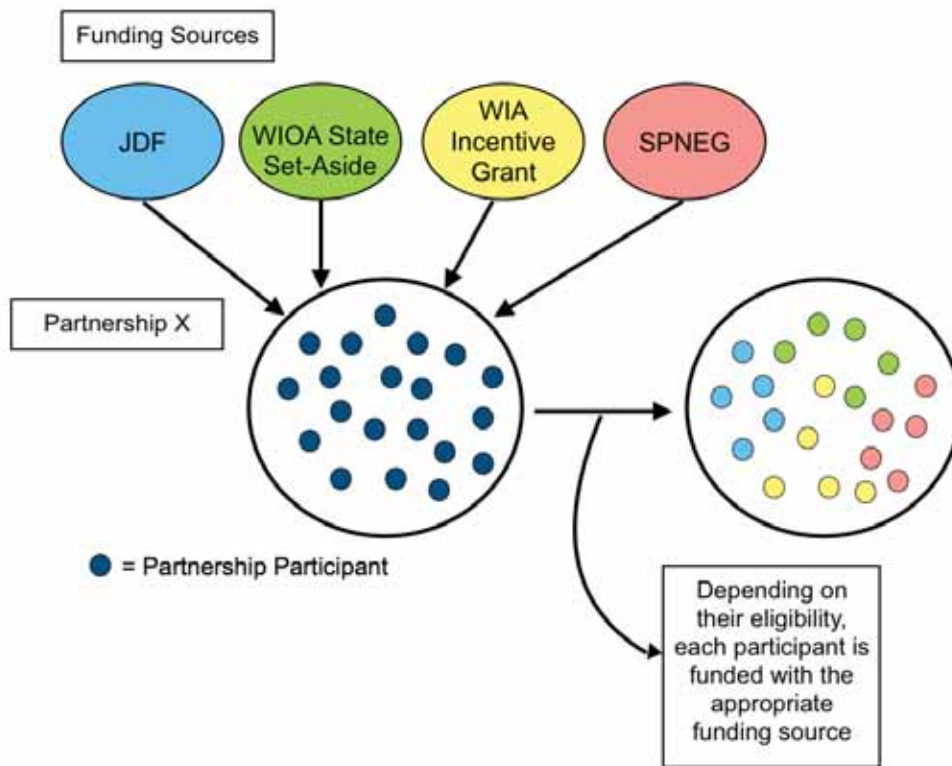 Funding Sources
JDF
WIOA State
Set-Aside
WIA
Incentive
Grant
SPNEG
Partnership X
= Partnership Participant
Depending on
their eligibility,
each participant is
funded with the
appropriate
funding source